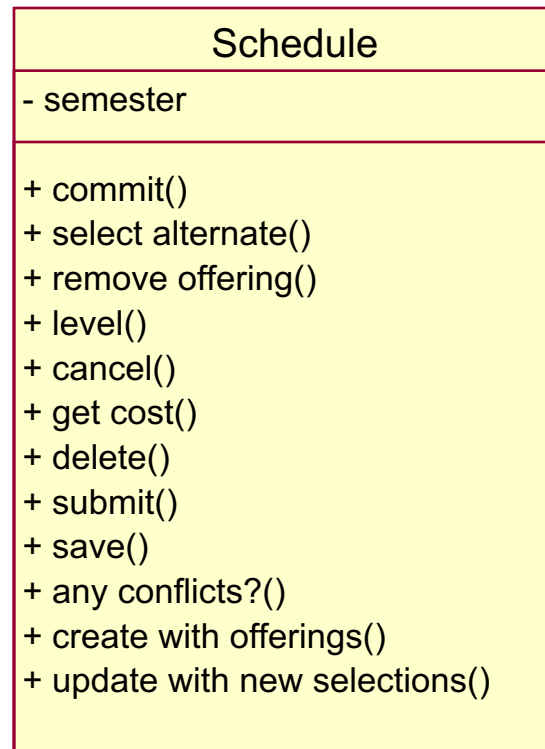 Schedule
- semester
+ commit()
+ select alternate()
+ remove offering()
+ level()
+ cancel()
+ get cost()
+ delete()
+ submit()
+ save()
+ any conflicts?()
+ create with offerings()
+ update with new selections()